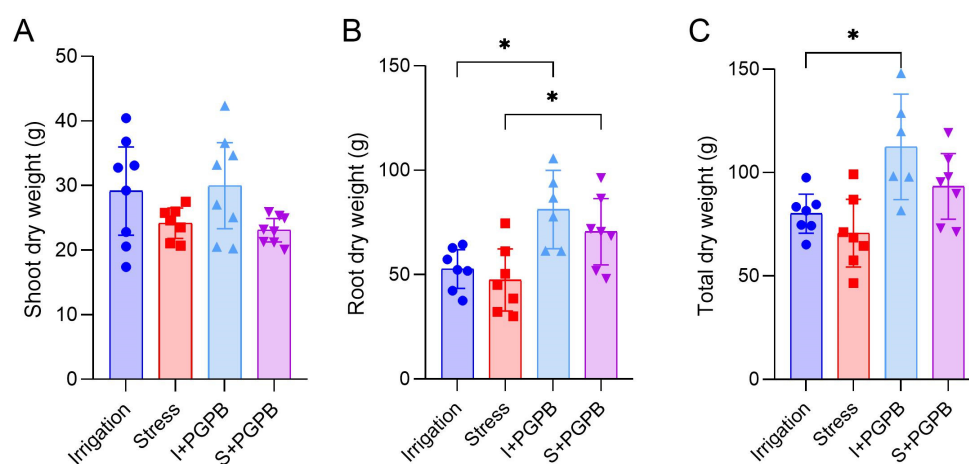 A
Shoot dry weight (g)
50
40
30
20
10
0
Irrigation
Stress
I+PGPB
S+PGPB
B
Root dry weight (g)
150
100
50
0
*
*
Irrigation
Stress
I+PGPB
S+PGPB
C
Total dry weight (g)
150
100
50
0
*
Irrigation
Stress
I+PGPB
S+PGPB